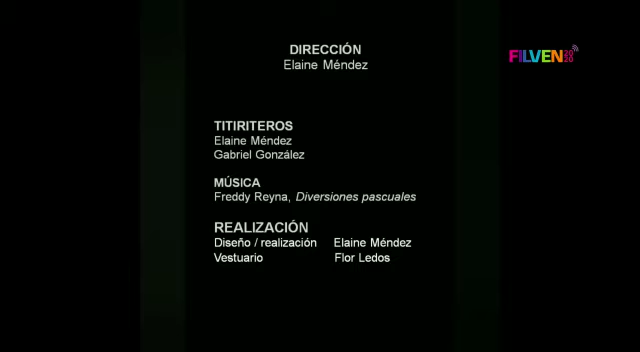 DIRECCIÓN
Elaine Méndez
FILVEN 2020
TITIRITEROS
Elaine Méndez
Gabriel González
MÚSICA
Freddy Reyna, Diversiones pascuales
REALIZACIÓN
Diseño / realización Elaine Méndez
Vestuario Flor Ledos